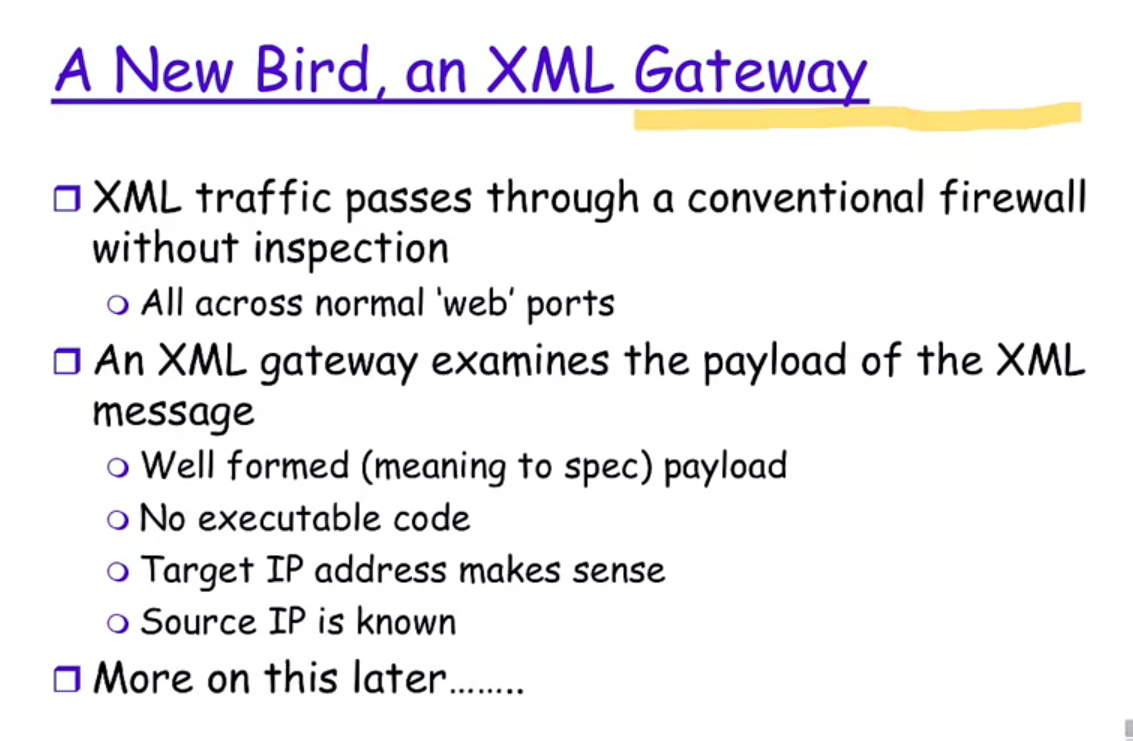 A New Bird, an XML Gateway
XML traffic passes through a conventional firewall
without inspection
All across normal 'web' ports
An XML gateway examines the payload of the XML
message
Well formed (meaning to spec) payload
No executable code
Target IP address makes sense
Source IP is known
More on this later……..